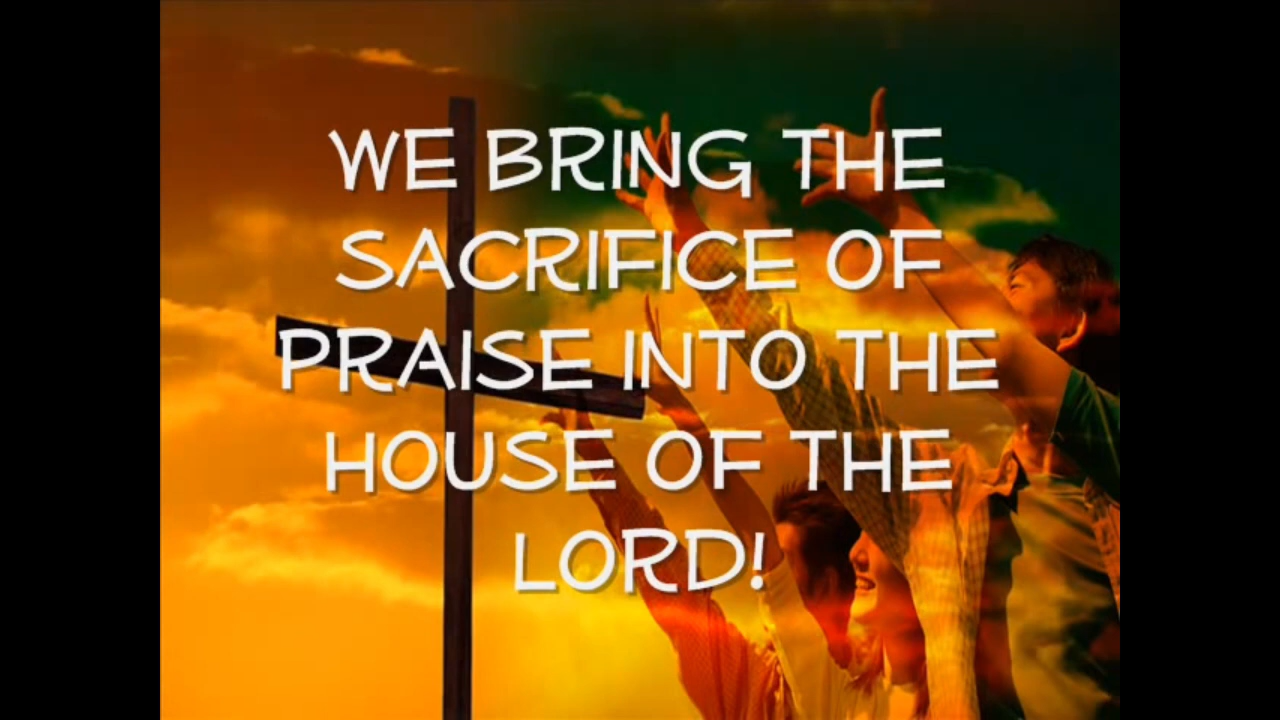 WE BRING THE
SACRIFICE OF
PRAISE INTO THE
HOUSE OF THE
LORD!